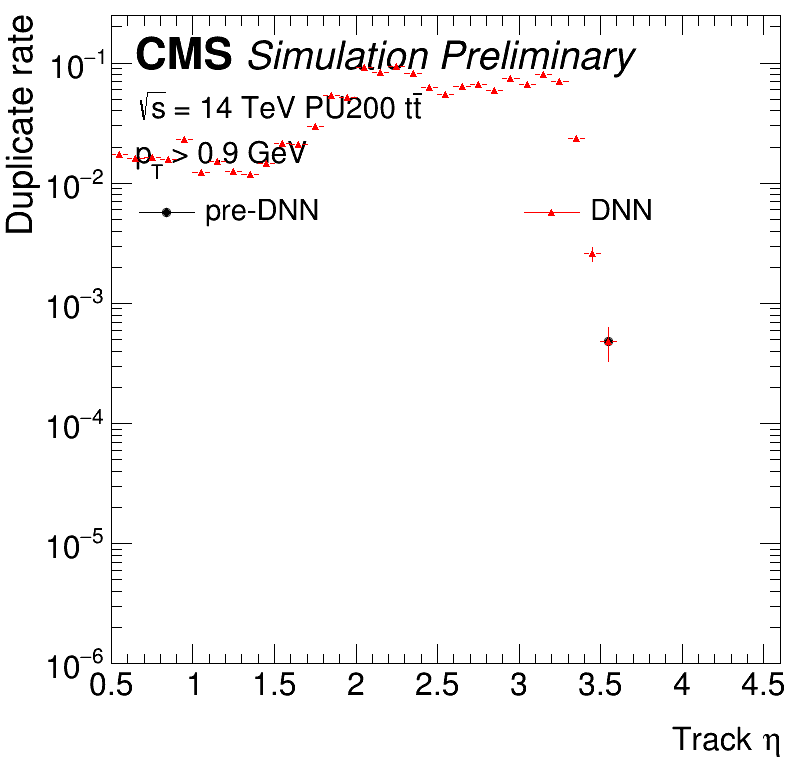 Duplicate rate
CMS Simulation Preliminary
√s = 14 TeV PU200 tt̄
p_T > 0.9 GeV
pre-DNN
DNN
10⁻¹
10⁻²
10⁻³
10⁻⁴
10⁻⁵
10⁻⁶
0.5 1 1.5 2 2.5 3 3.5 4 4.5
Track η